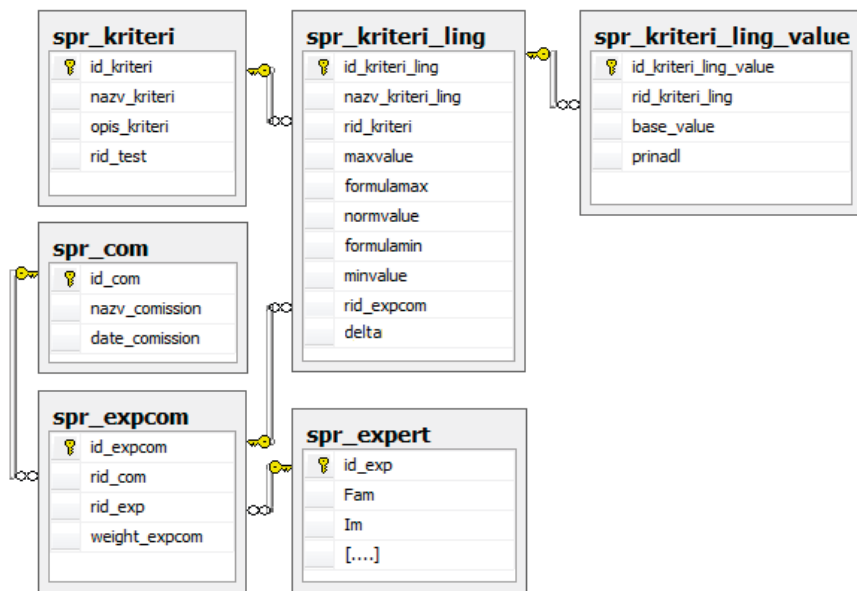 spr_kriteri
id_kriteri
nazv_kriteri
opis_kriteri
rid_test
spr_kriteri_ling
id_kriteri_ling
nazv_kriteri_ling
rid_kriteri
maxvalue
formulamax
normvalue
formulamin
minvalue
rid_expcom
delta
spr_kriteri_ling_value
id_kriteri_ling_value
rid_kriteri_ling
base_value
prinadl
spr_com
id_com
nazv_comission
date_comission
spr_expcom
id_expcom
rid_com
rid_exp
weight_expcom
spr_expert
id_exp
Fam
Im
[....]